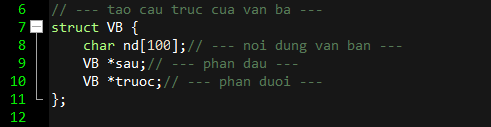 6 // --- tao cau truc cua van ba ---
7 struct VB {
8 char nd[100];// --- noi dung van ban ---
9 VB *sau;// --- phan dau ---
10 VB *truoc;// --- phan duoi ---
11 };
12